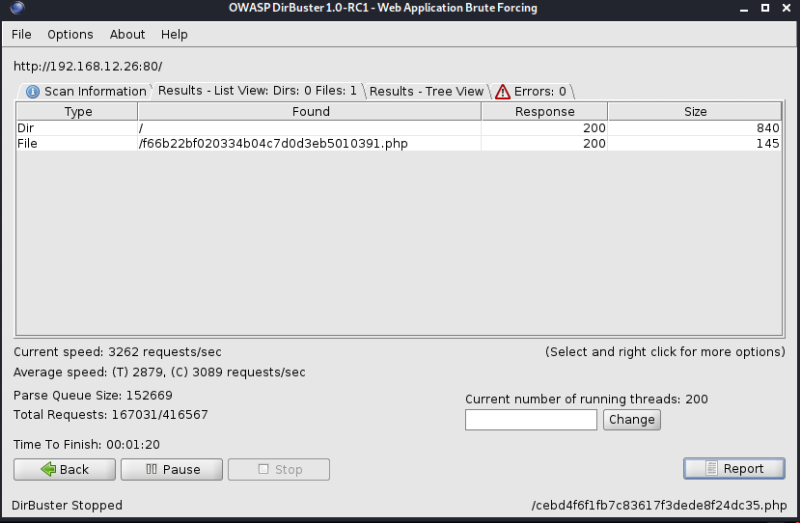 OWASP DirBuster 1.0-RC1 - Web Application Brute Forcing
File Options About Help
http://192.168.12.26:80/
Scan Information Results - List View: Dirs: 0 Files: 1 Results - Tree View Errors: 0
Type Found Response Size
Dir / 200 840
File /f66b22bf020334b04c7d0d3eb5010391.php 200 145
Current speed: 3262 requests/sec (Select and right click for more options)
Average speed: (T) 2879, (C) 3089 requests/sec
Parse Queue Size: 152669
Total Requests: 167031/416567
Current number of running threads: 200
Change
Time To Finish: 00:01:20
Back Pause Stop Report
DirBuster Stopped /cebd4f6f1fb7c83617f3dede8f24dc35.php